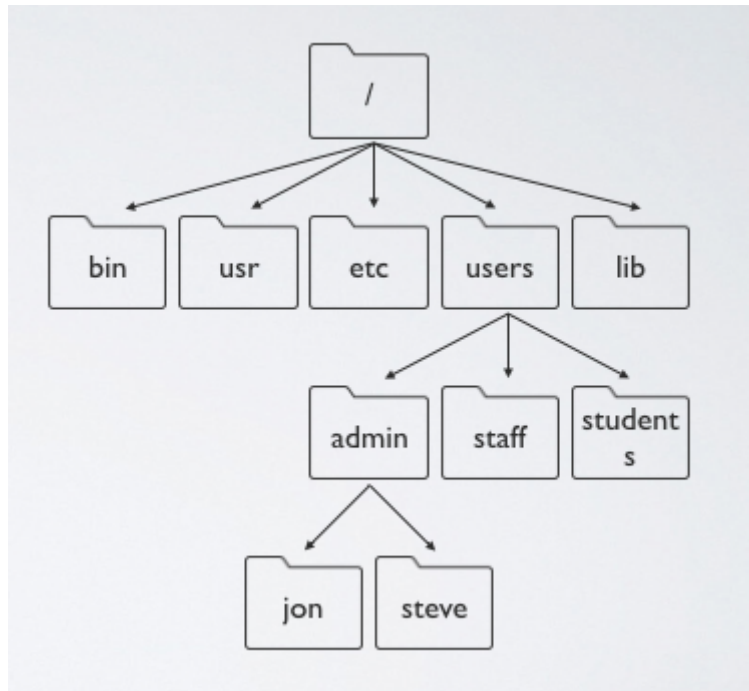 /
bin
usr
etc
users
lib
admin
staff
student
s
jon
steve